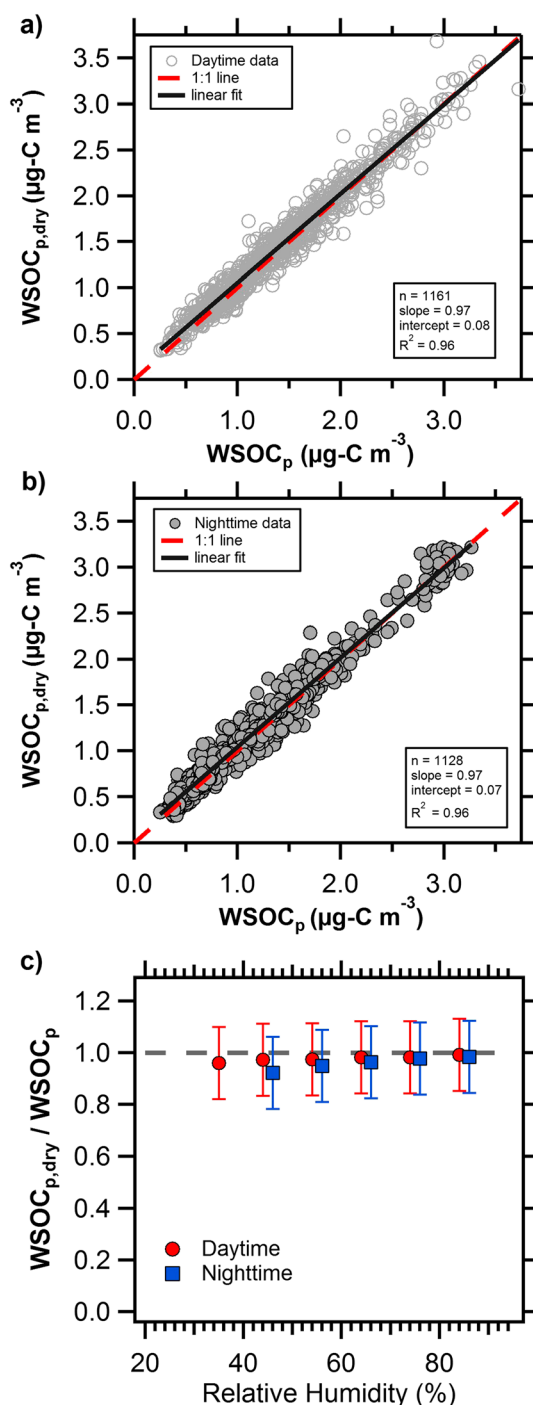 a)
3.5
3.0
2.5
2.0
1.5
1.0
0.5
0.0
WSOCp,dry (µg-C m-3)
Daytime data
1:1 line
linear fit
n = 1161
slope = 0.97
intercept = 0.08
R2 = 0.96
0.0 1.0 2.0 3.0
WSOCp (µg-C m-3)
b)
3.5
3.0
2.5
2.0
1.5
1.0
0.5
0.0
WSOCp,dry (µg-C m-3)
Nighttime data
1:1 line
linear fit
n = 1128
slope = 0.97
intercept = 0.07
R2 = 0.96
0.0 1.0 2.0 3.0
WSOCp (µg-C m-3)
c)
1.2
1.0
0.8
0.6
0.4
0.2
0.0
WSOCp,dry / WSOCp
Daytime
Nighttime
20 40 60 80
Relative Humidity (%)